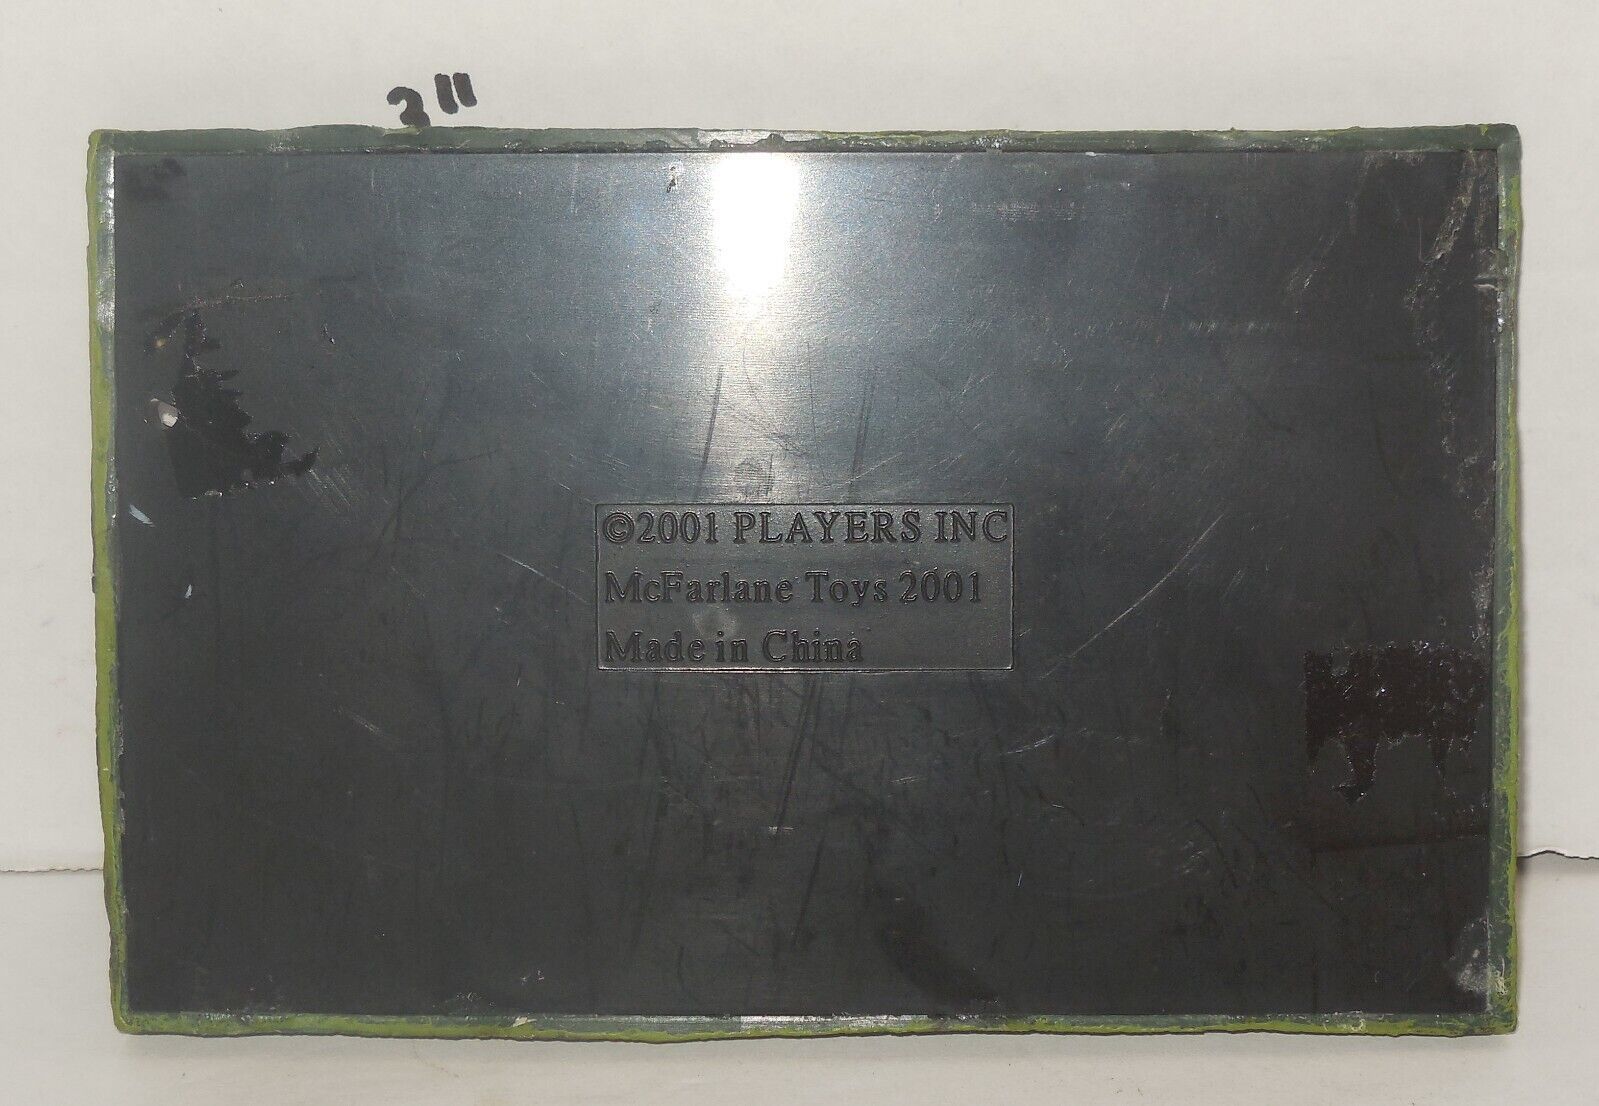 3"
©2001 PLAYERS INC
McFarlane Toys 2001
Made in China